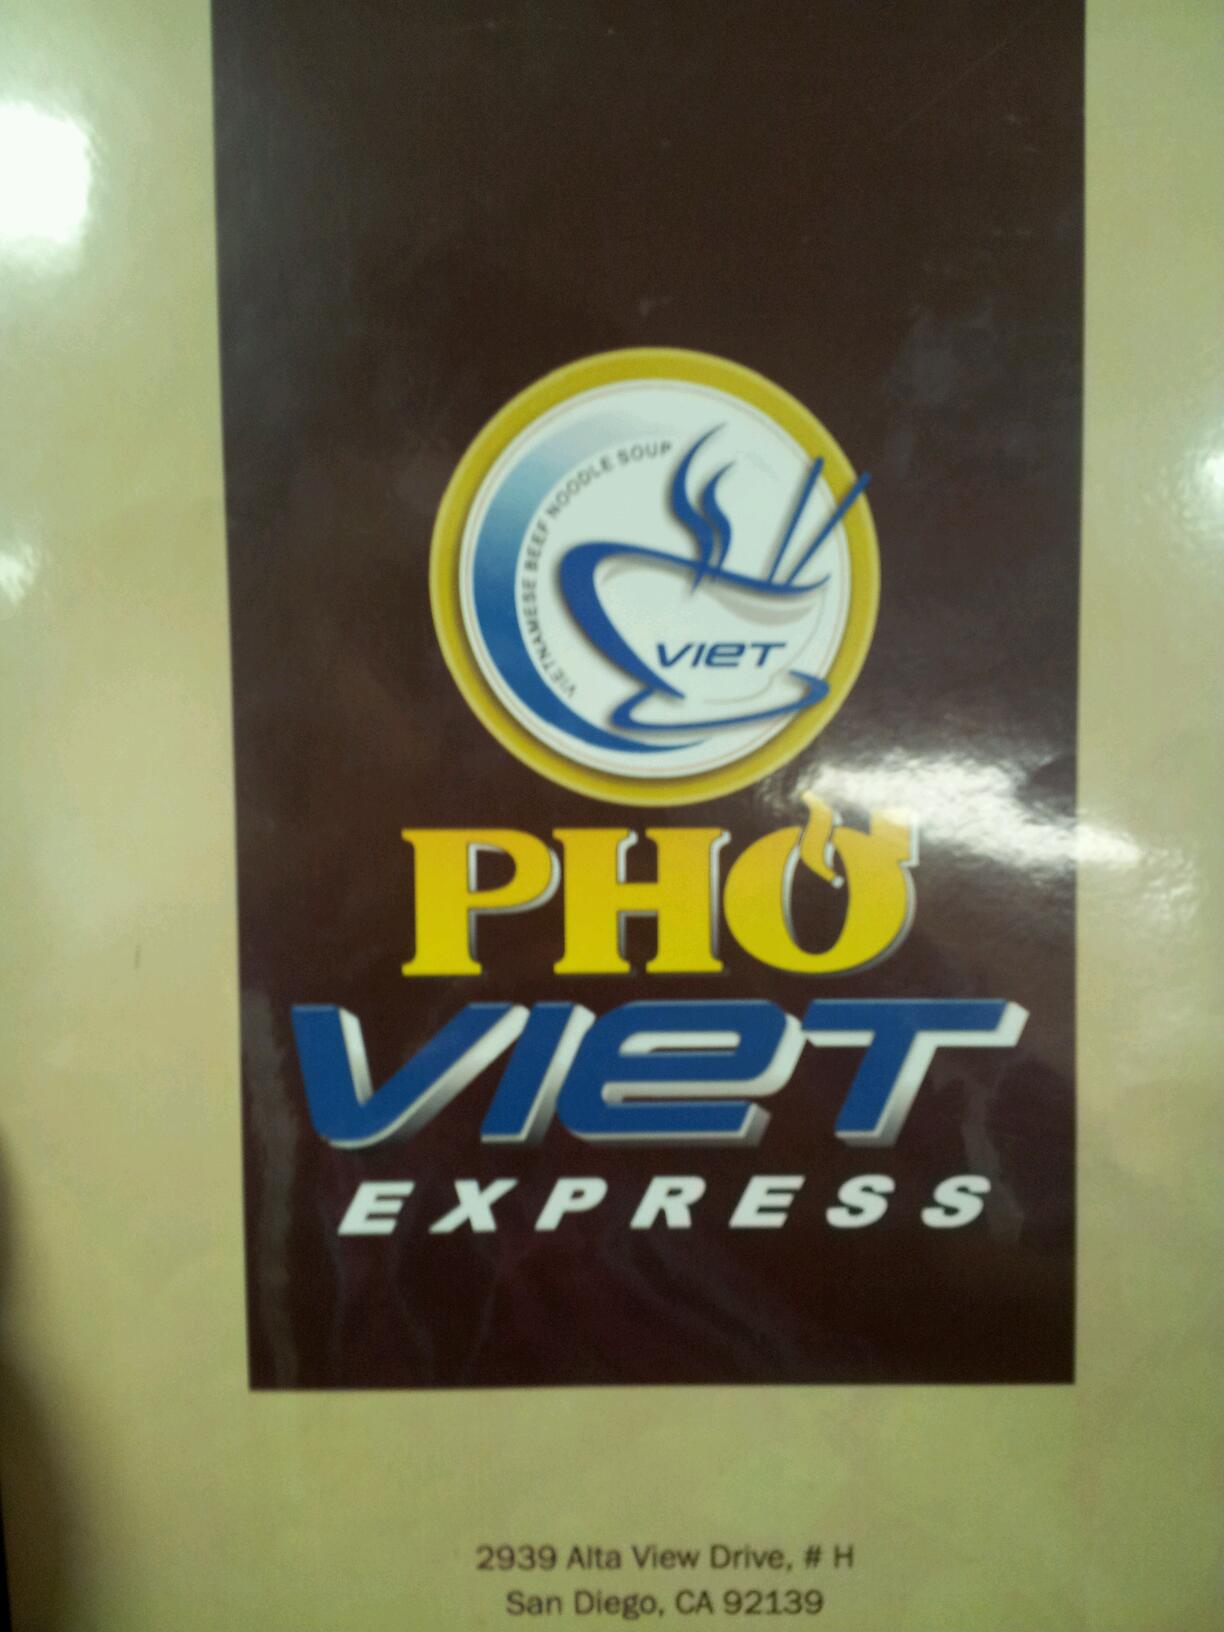 VIETNAMESE BEEF NOODLE SOUP
VIET
PHỞ
VIET
EXPRESS
2939 Alta View Drive, # H
San Diego, CA 92139